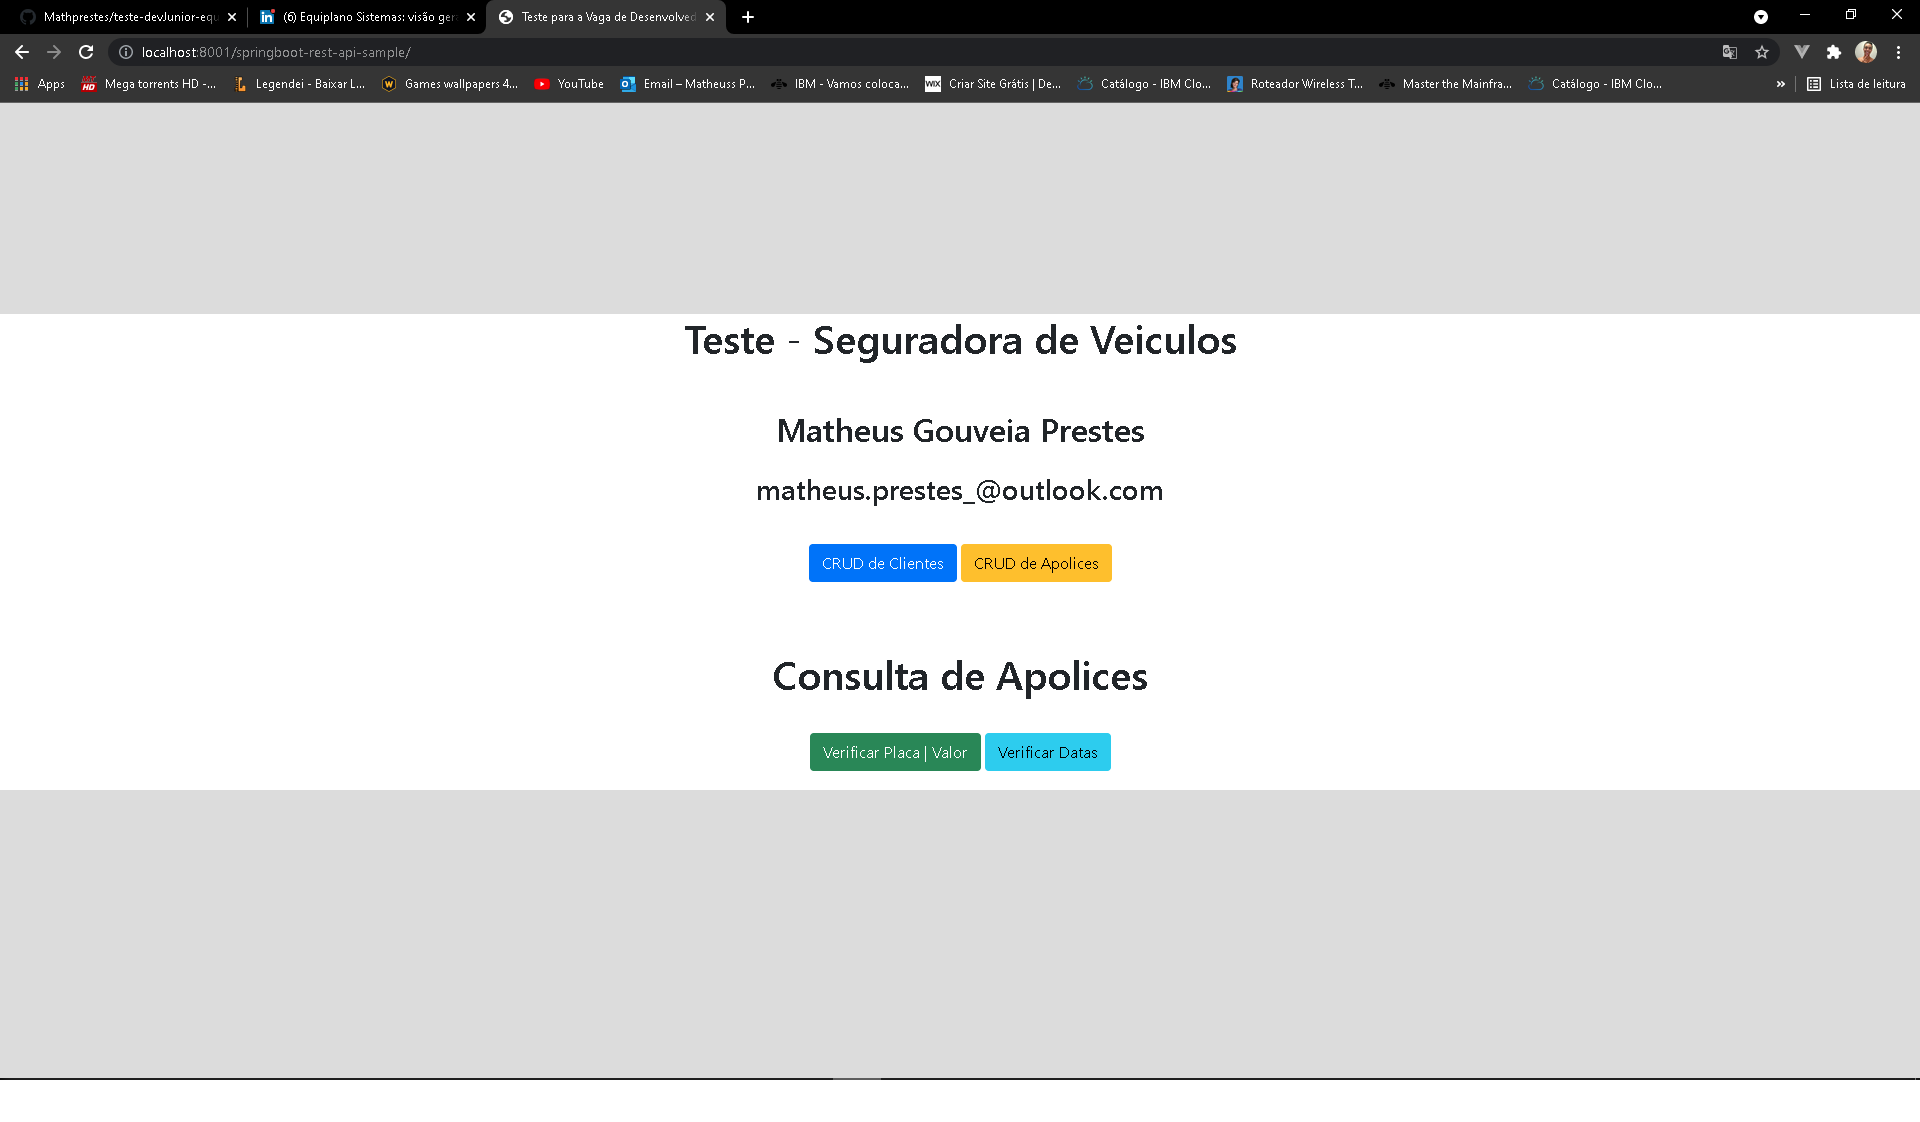 Mathprestes/teste-devJunior-equ
(6) Equiplano Sistemas: visão ger
Teste para a Vaga de Desenvolved
localhost:8001/springboot-rest-api-sample/
Apps
Mega torrents HD -...
Legendei - Baixar L...
Games wallpapers 4...
YouTube
Email – Matheuss P...
IBM - Vamos coloca...
WIX
Criar Site Grátis | De...
Catálogo - IBM Clo...
Roteador Wireless T...
Master the Mainfra...
Catálogo - IBM Clo...
»
Lista de leitura
Teste - Seguradora de Veiculos
Matheus Gouveia Prestes
matheus.prestes_@outlook.com
CRUD de Clientes
CRUD de Apolices
Consulta de Apolices
Verificar Placa | Valor
Verificar Datas